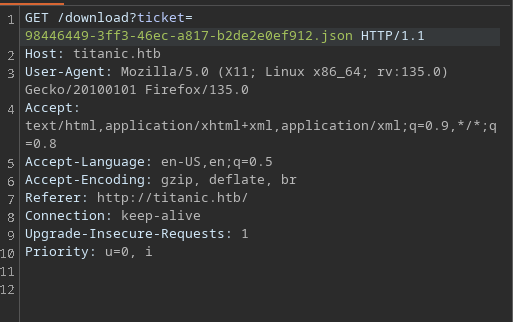 1 GET /download?ticket=
98446449-3ff3-46ec-a817-b2de2e0ef912.json HTTP/1.1
2 Host: titanic.htb
3 User-Agent: Mozilla/5.0 (X11; Linux x86_64; rv:135.0)
Gecko/20100101 Firefox/135.0
4 Accept:
text/html,application/xhtml+xml,application/xml;q=0.9,*/*;q
=0.8
5 Accept-Language: en-US,en;q=0.5
6 Accept-Encoding: gzip, deflate, br
7 Referer: http://titanic.htb/
8 Connection: keep-alive
9 Upgrade-Insecure-Requests: 1
10 Priority: u=0, i
11
12